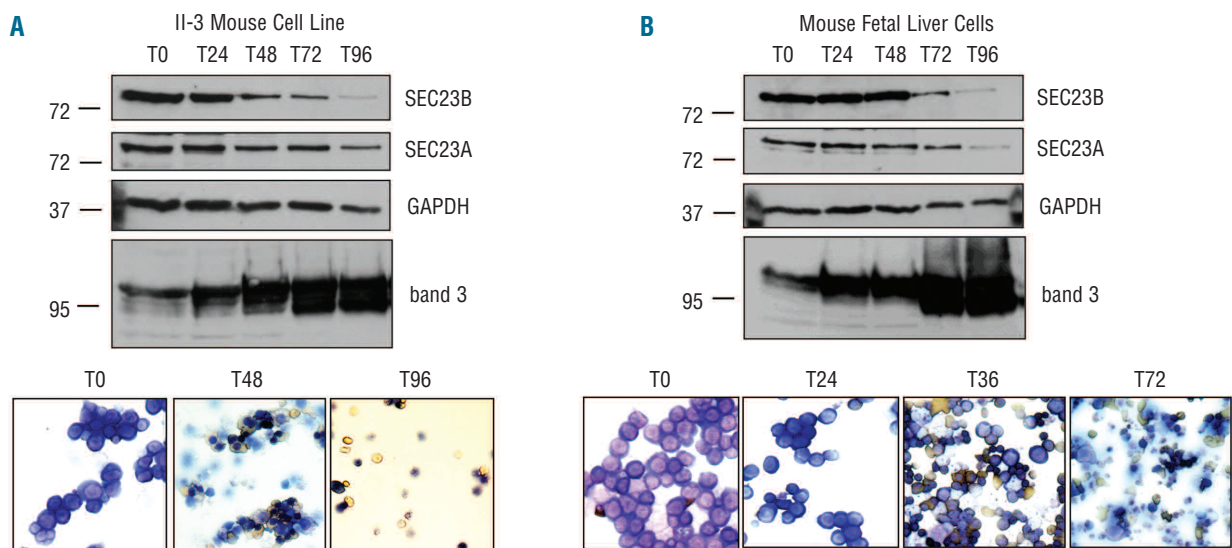 A
II-3 Mouse Cell Line
T0 T24 T48 T72 T96
72
SEC23B
72
SEC23A
37
GAPDH
95
band 3
T0 T48 T96
B
Mouse Fetal Liver Cells
T0 T24 T48 T72 T96
72
SEC23B
72
SEC23A
37
GAPDH
95
band 3
T0 T24 T36 T72